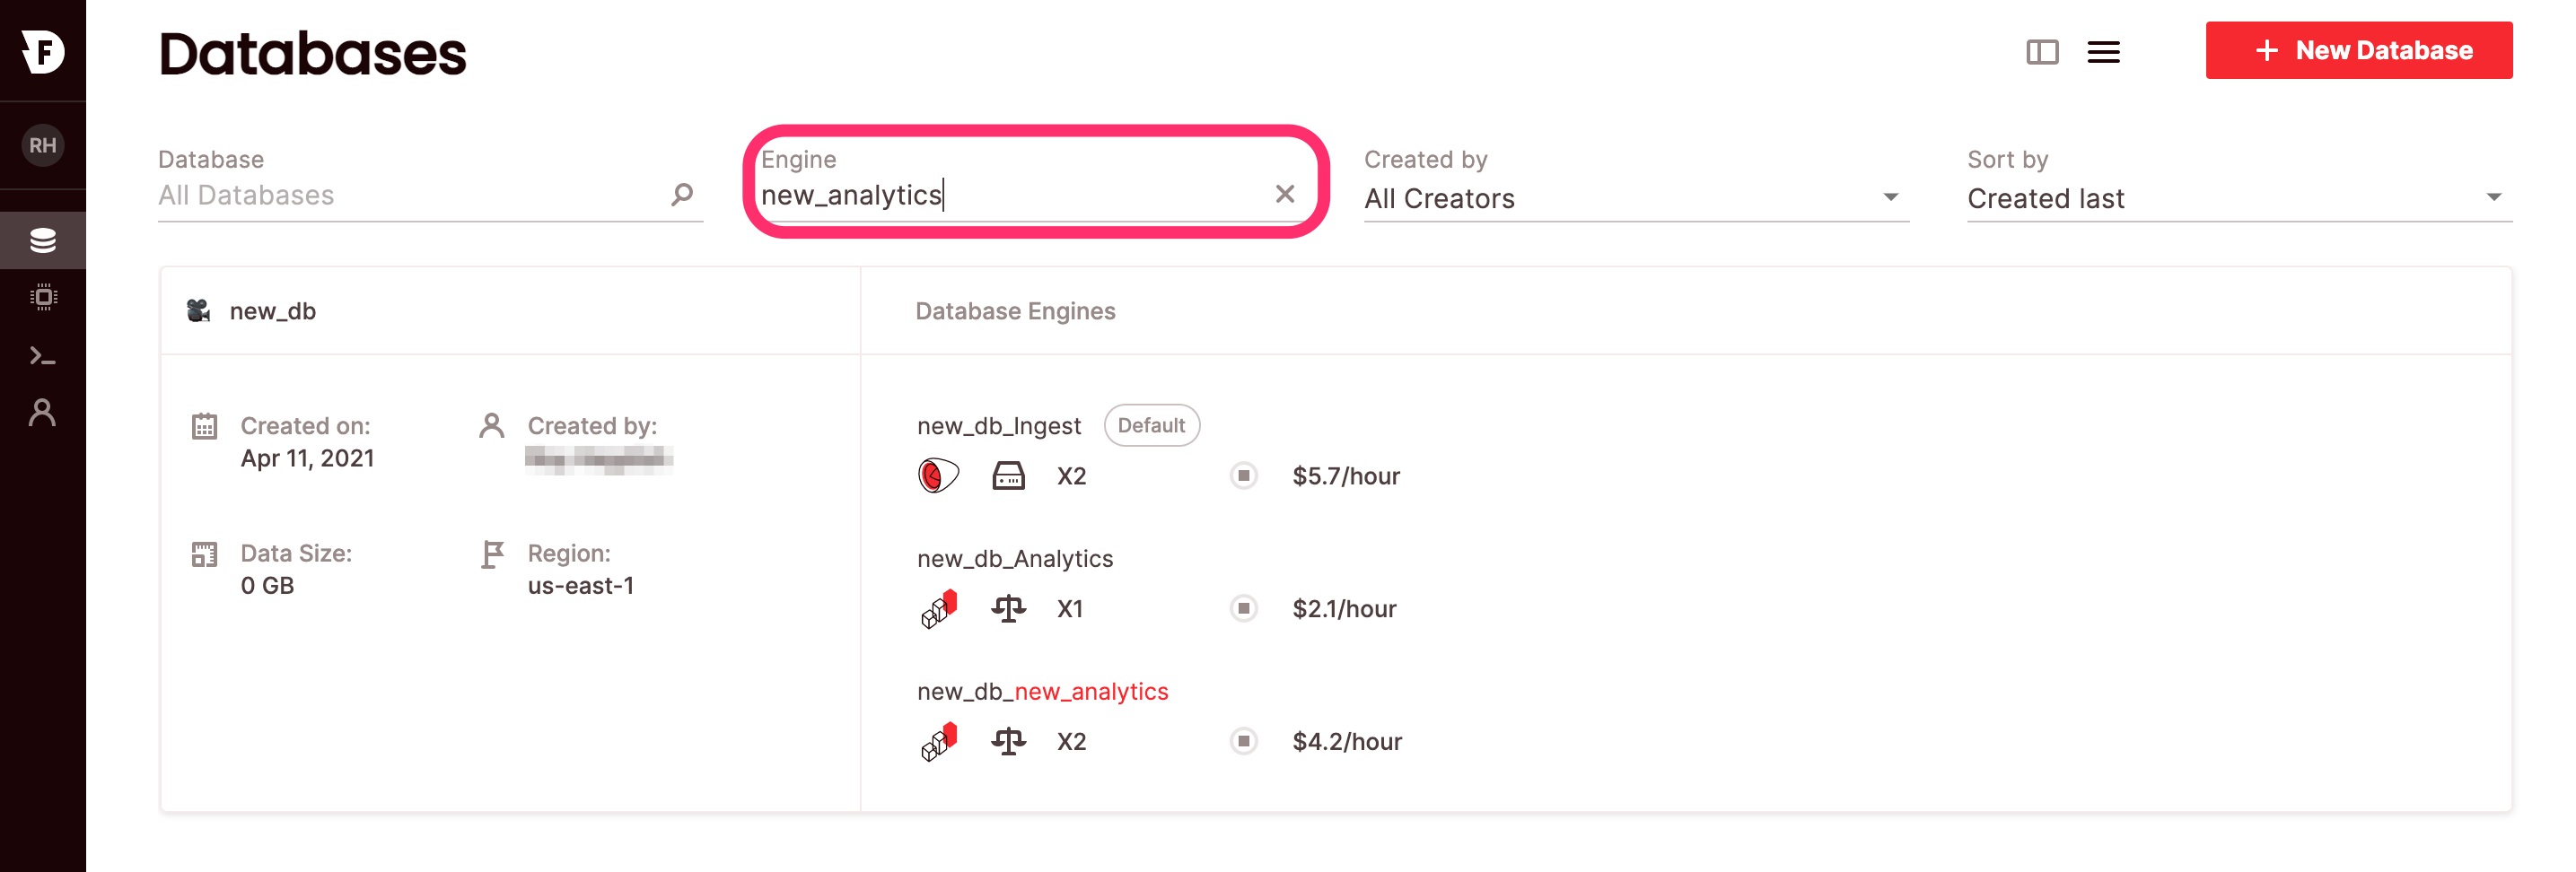 F
Databases
+ New Database
RH
Database
All Databases
Engine
new_analytics
Created by
All Creators
Sort by
Created last
new_db
Database Engines
Created on:
Apr 11, 2021
Created by:
Data Size:
0 GB
Region:
us-east-1
new_db_Ingest
Default
X2
$5.7/hour
new_db_Analytics
X1
$2.1/hour
new_db_new_analytics
X2
$4.2/hour